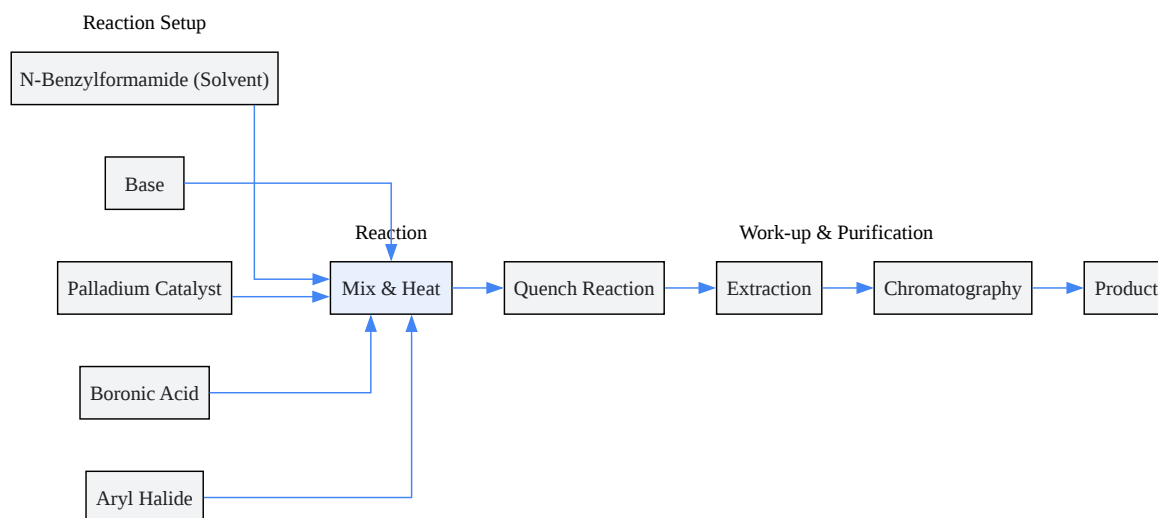 Reaction Setup
N-Benzylformamide (Solvent)
Base
Reaction
Work-up & Purification
Palladium Catalyst
Mix & Heat
Quench Reaction
Extraction
Chromatography
Product
Boronic Acid
Aryl Halide